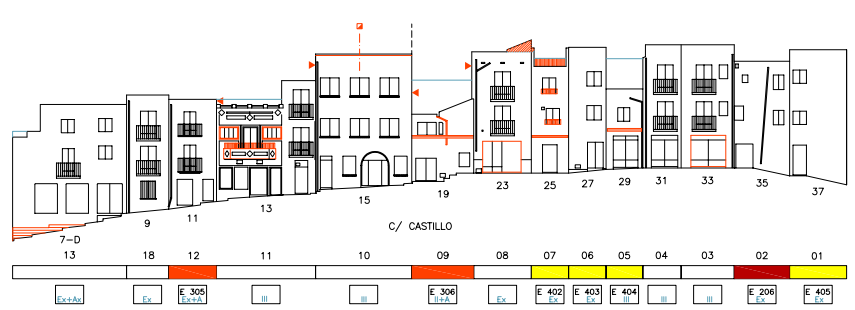 7-D 9 11 13 15 19 23 25 27 29 31 33 35 37
C/ CASTILLO
13 18 12 11 10 09 08 07 06 05 04 03 02 01
E 305 E 306 E 402 E 403 E 404 E 206 E 405
Ex+Ax Ex Ex+A III III II+A Ex Ex Ex III III III Ex Ex